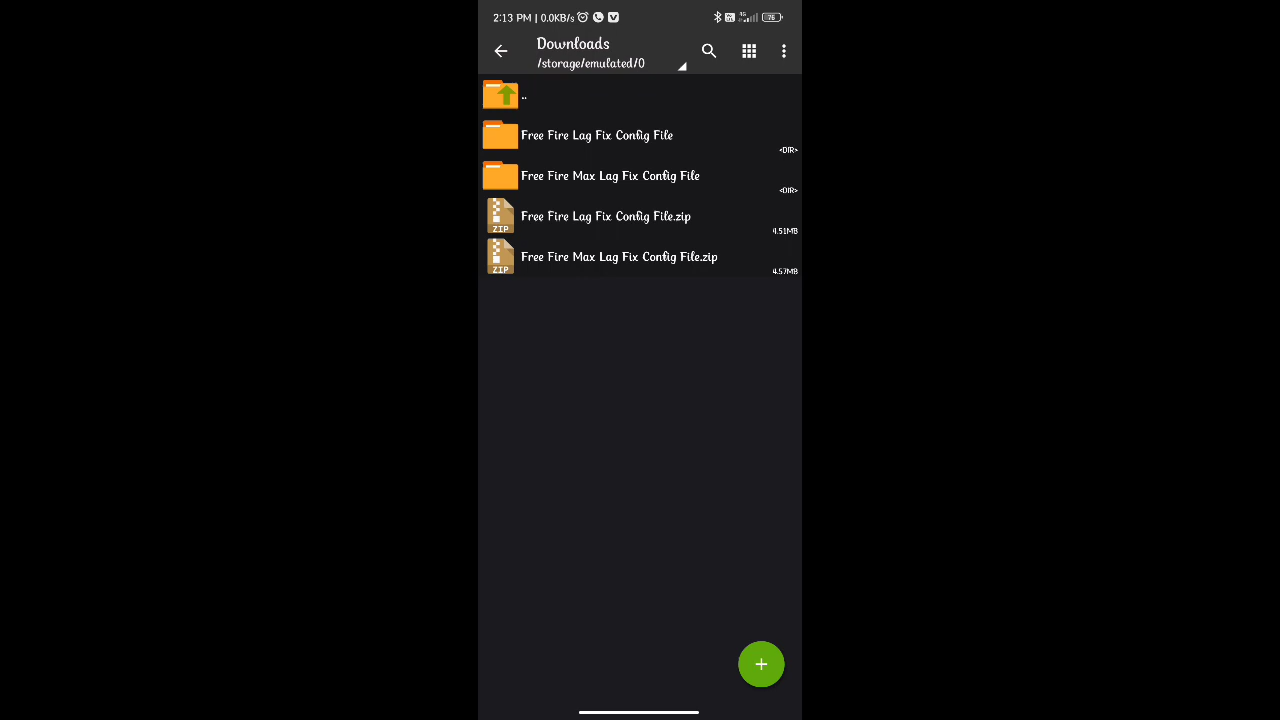 2:13 PM | 0.0KB/s
4G
76
Downloads
/storage/emulated/0
..
Free Fire Lag Fix Config File
<DIR>
Free Fire Max Lag Fix Config File
<DIR>
ZIP
Free Fire Lag Fix Config File.zip
4.51MB
ZIP
Free Fire Max Lag Fix Config File.zip
4.57MB